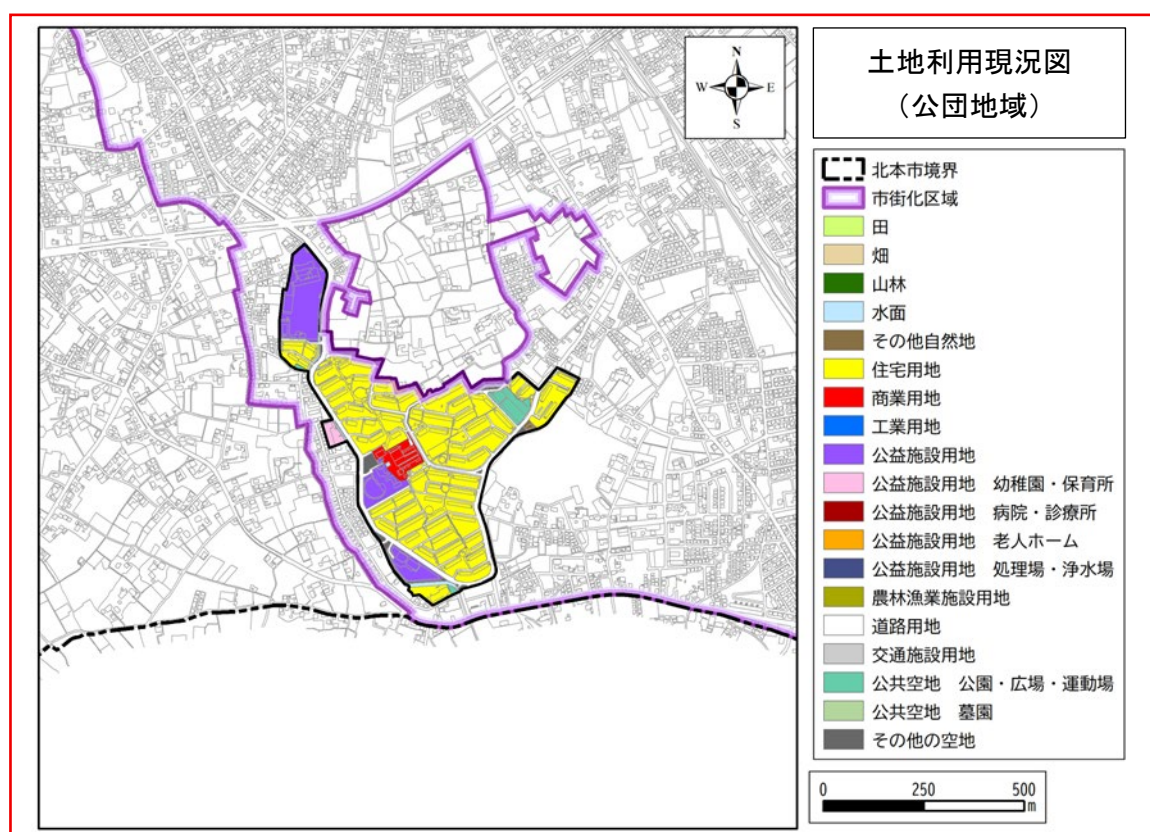 N
W E
S
土地利用現況図
（公団地域）
北本市境界
市街化区域
田
畑
山林
水面
その他自然地
住宅用地
商業用地
工業用地
公益施設用地
公益施設用地　幼稚園・保育所
公益施設用地　病院・診療所
公益施設用地　老人ホーム
公益施設用地　処理場・浄水場
農林漁業施設用地
道路用地
交通施設用地
公共空地　公園・広場・運動場
公共空地　墓園
その他の空地
0 250 500
m